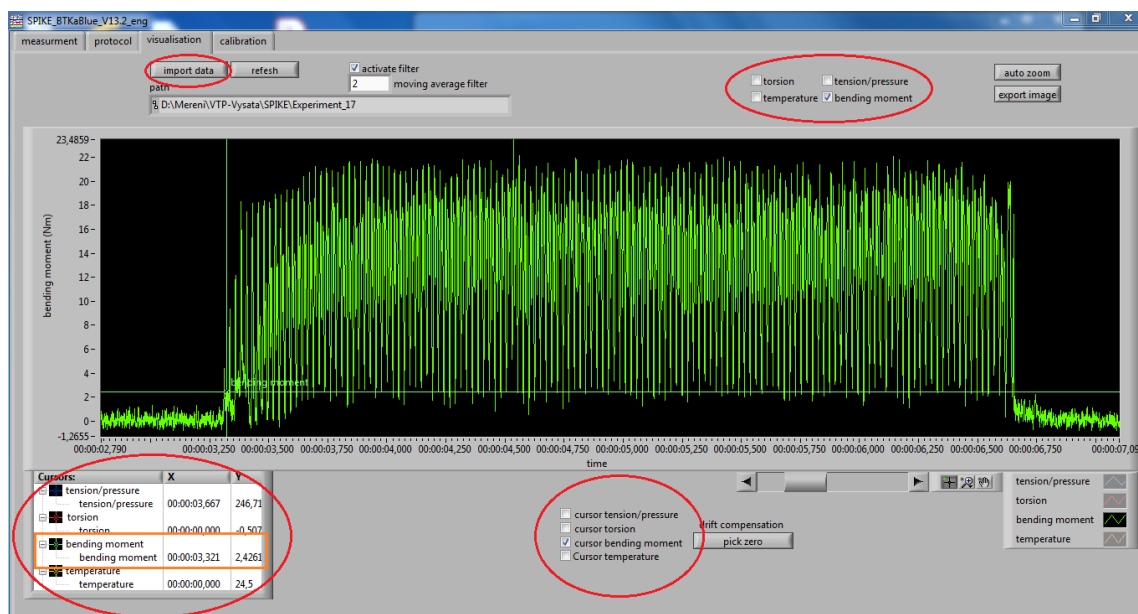 SPIKE_BTKaBlue_V13.2_eng
measurment protocol visualisation calibration
import data refesh
activate filter
2 moving average filter
path
D:\Mereni\VTP-Vysata\SPIKE\Experiment_17
torsion tension/pressure
temperature bending moment
auto zoom
export image
23,4859
22
20
18
16
14
12
10
8
6
4
2
0
-1,2655
bending moment (Nm)
bending moment
00:00:02,790 00:00:03,250 00:00:03,500 00:00:03,750 00:00:04,000 00:00:04,250 00:00:04,500 00:00:04,750 00:00:05,000 00:00:05,250 00:00:05,500 00:00:05,750 00:00:06,000 00:00:06,250 00:00:06,500 00:00:06,750 00:00:07,09
time
Cursors: X Y
tension/pressure
tension/pressure 00:00:03,667 246,71
torsion
torsion 00:00:00,000 -0,507
bending moment
bending moment 00:00:03,321 2,4261
temperature
temperature 00:00:00,000 24,5
cursor tension/pressure
cursor torsion
cursor bending moment
Cursor temperature
drift compensation
pick zero
tension/pressure
torsion
bending moment
temperature